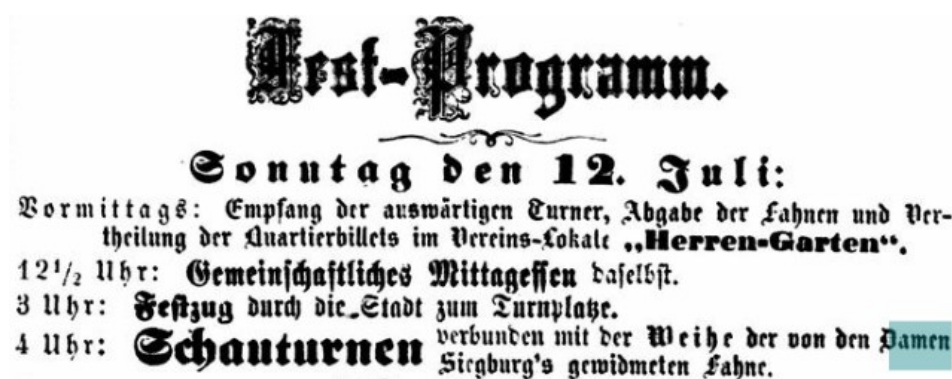 Fest-Programm.
Sonntag den 12. Juli:
Vormittags: Empfang der auswärtigen Turner, Abgabe der Fahnen und Ver-
theilung der Quartierbillets im Vereins-Lokale „Herren-Garten“.
12 1/2 Uhr: Gemeinschaftliches Mittagessen daselbst.
3 Uhr: Festzug durch die Stadt zum Turnplatze.
4 Uhr: Schauturnen verbunden mit der Weihe der von den Damen
Siegburg's gewidmeten Fahne.